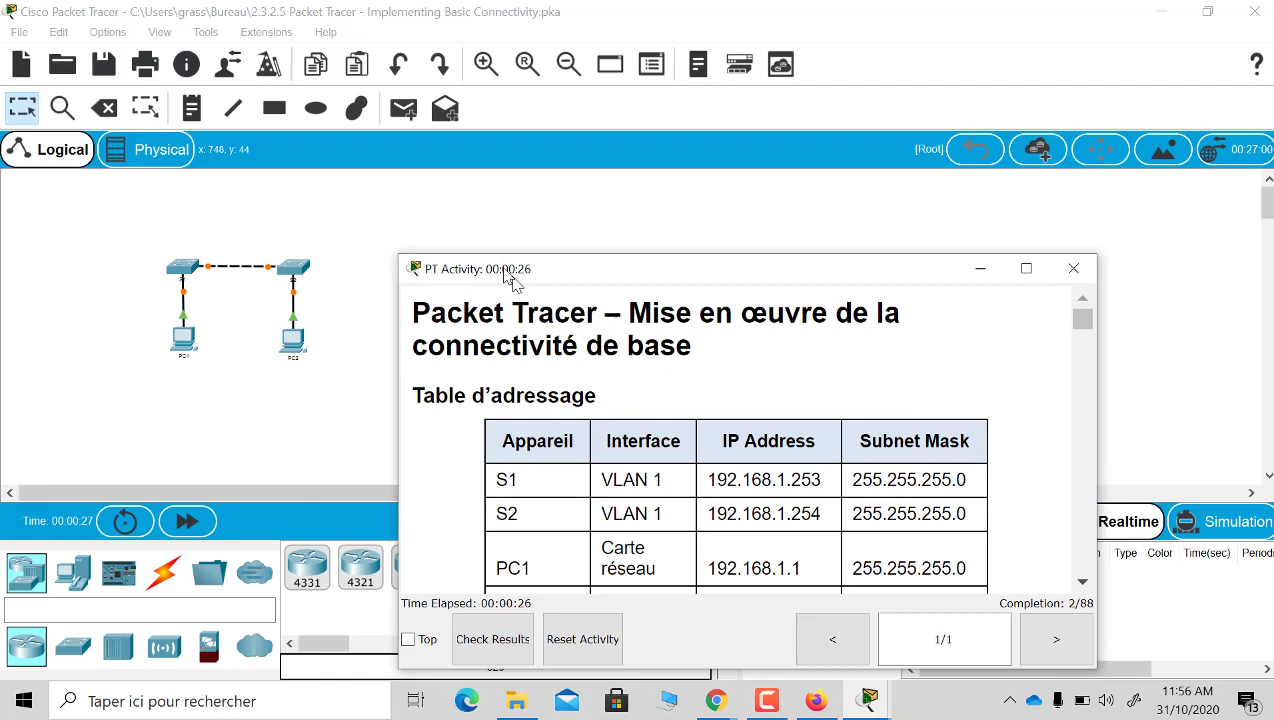 Cisco Packet Tracer - C:\Users\grass\Bureau\2.3.2.5 Packet Tracer - Implementing Basic Connectivity.pka
File Edit Options View Tools Extensions Help
Logical Physical x: 748, y: 44 [Root] 00:27:00
PC1 PC2
PT Activity: 00:00:26
Packet Tracer – Mise en œuvre de la
connectivité de base
Table d’adressage
Appareil Interface IP Address Subnet Mask
S1 VLAN 1 192.168.1.253 255.255.255.0
S2 VLAN 1 192.168.1.254 255.255.255.0
Carte
réseau
PC1 192.168.1.1 255.255.255.0
Time Elapsed: 00:00:26 Completion: 2/88
Top Check Results Reset Activity < 1/1 >
Time: 00:00:27 Realtime Simulation
Type Color Time(sec) Period
4331 4321
Taper ici pour rechercher
11:56 AM
31/10/2020
13